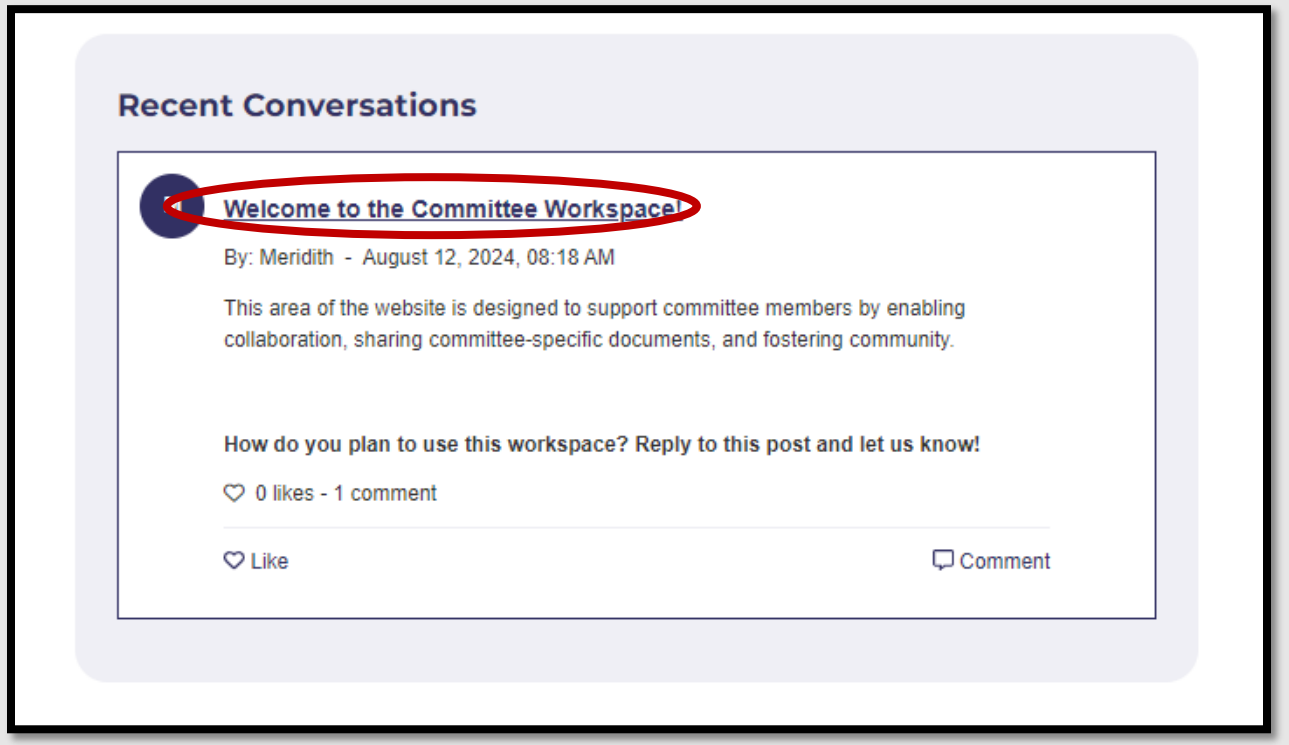 Recent Conversations
Welcome to the Committee Workspace!
By: Meridith - August 12, 2024, 08:18 AM
This area of the website is designed to support committee members by enabling
collaboration, sharing committee-specific documents, and fostering community.
How do you plan to use this workspace? Reply to this post and let us know!
0 likes - 1 comment
Like
Comment